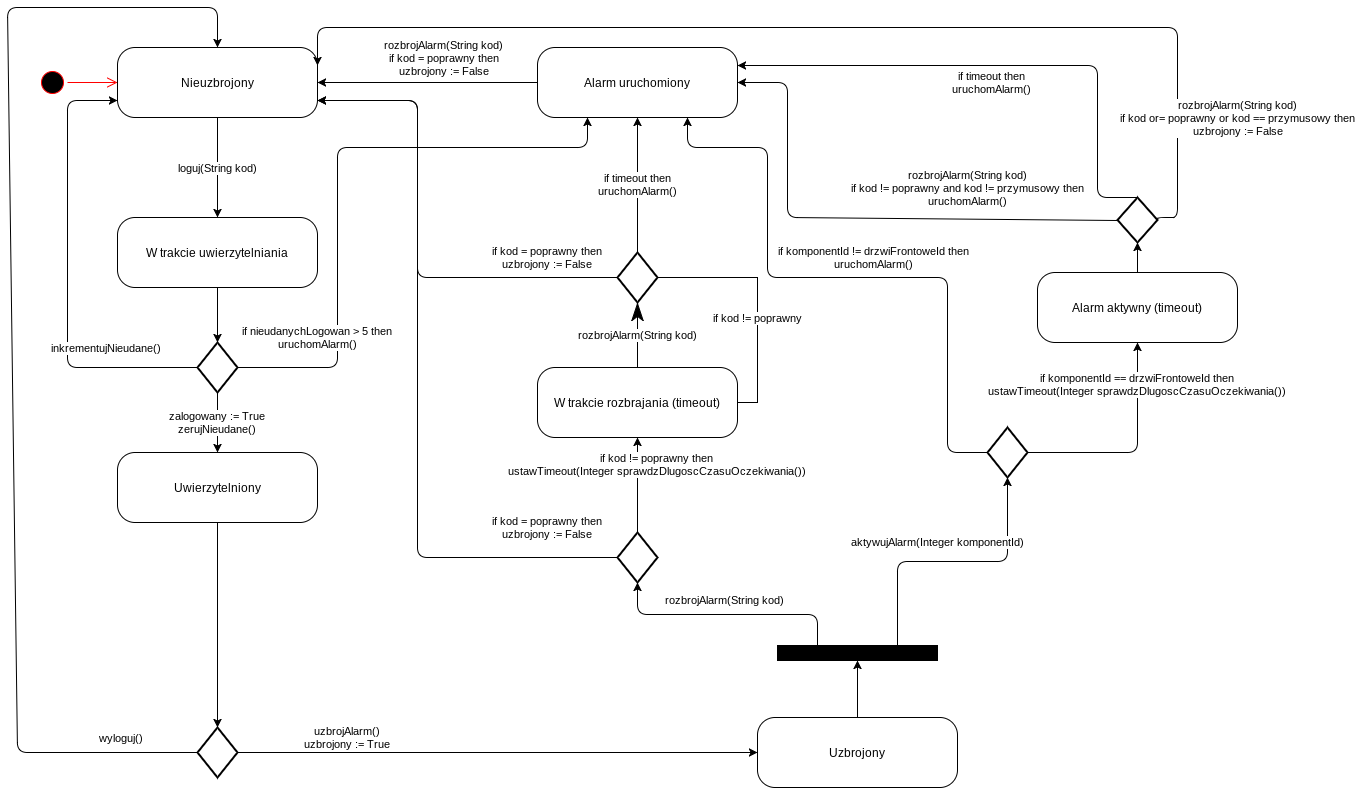 rozbrojAlarm(String kod)
if kod = poprawny then
uzbrojony := False
Nieuzbrojony
Alarm uruchomiony
if timeout then
uruchomAlarm()
rozbrojAlarm(String kod)
if kod or= poprawny or kod == przymusowy then
uzbrojony := False
loguj(String kod)
if timeout then
uruchomAlarm()
rozbrojAlarm(String kod)
if kod != poprawny and kod != przymusowy then
uruchomAlarm()
W trakcie uwierzytelniania
if kod = poprawny then
uzbrojony := False
if komponentId != drzwiFrontoweId then
uruchomAlarm()
Alarm aktywny (timeout)
if kod != poprawny
if nieudanychLogowan > 5 then
uruchomAlarm()
rozbrojAlarm(String kod)
inkrementujNieudane()
if komponentId == drzwiFrontoweId then
ustawTimeout(Integer sprawdzDlugoscCzasuOczekiwania())
W trakcie rozbrajania (timeout)
zalogowany := True
zerujNieudane()
if kod != poprawny then
ustawTimeout(Integer sprawdzDlugoscCzasuOczekiwania())
Uwierzytelniony
if kod = poprawny then
uzbrojony := False
aktywujAlarm(Integer komponentId)
rozbrojAlarm(String kod)
wyloguj()
uzbrojAlarm()
uzbrojony := True
Uzbrojony